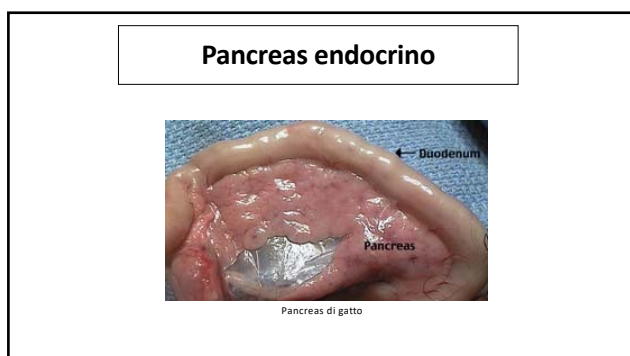 Pancreas endocrino
Duodenum
Pancreas
Pancreas di gatto